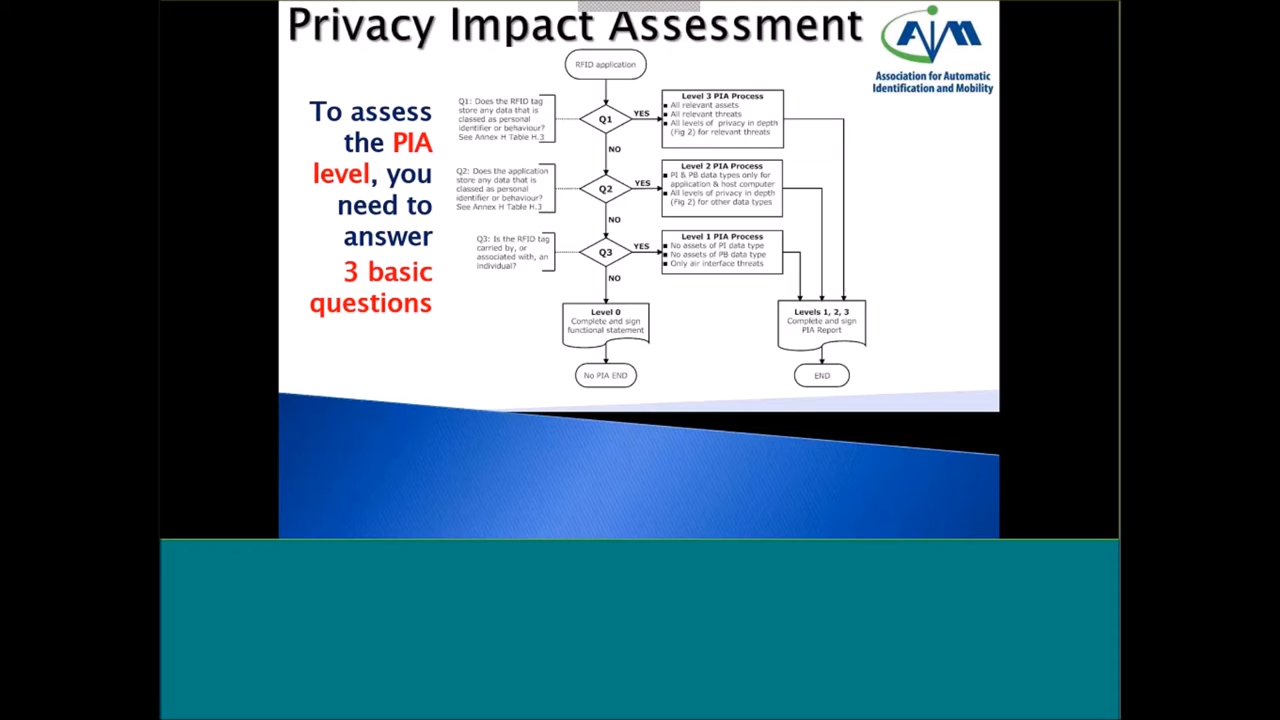 Privacy Impact Assessment
AIM
Association for Automatic
Identification and Mobility
To assess
the PIA
level, you
need to
answer
3 basic
questions
RFID application
Q1: Does the RFID tag
store any data that is
classed as personal
identifier or behaviour?
See Annex H Table H.3
Q1
YES
NO
Level 3 PIA Process
▪ All relevant assets
▪ All relevant threats
▪ All levels of privacy in depth
(Fig 2) for relevant threats
Q2: Does the application
store any data that is
classed as personal
identifier or behaviour?
See Annex H Table H.3
Q2
YES
NO
Level 2 PIA Process
▪ PI & PB data types only for
application & host computer
▪ All levels of privacy in depth
(Fig 2) for other data types
Q3: Is the RFID tag
carried by, or
associated with, an
individual?
Q3
YES
NO
Level 1 PIA Process
▪ No assets of PI data type
▪ No assets of PB data type
▪ Only air interface threats
Level 0
Complete and sign
functional statement
No PIA END
Levels 1, 2, 3
Complete and sign
PIA Report
END